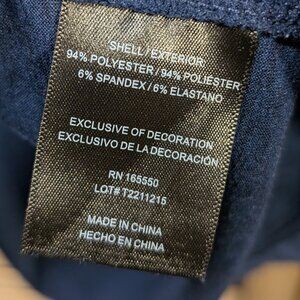 SHELL / EXTERIOR:
94% POLYESTER / 94% POLIÉSTER
6% SPANDEX / 6% ELASTANO
EXCLUSIVE OF DECORATION
EXCLUSIVO DE LA DECORACIÓN
RN 165550
LOT# T2211215
MADE IN CHINA
HECHO EN CHINA